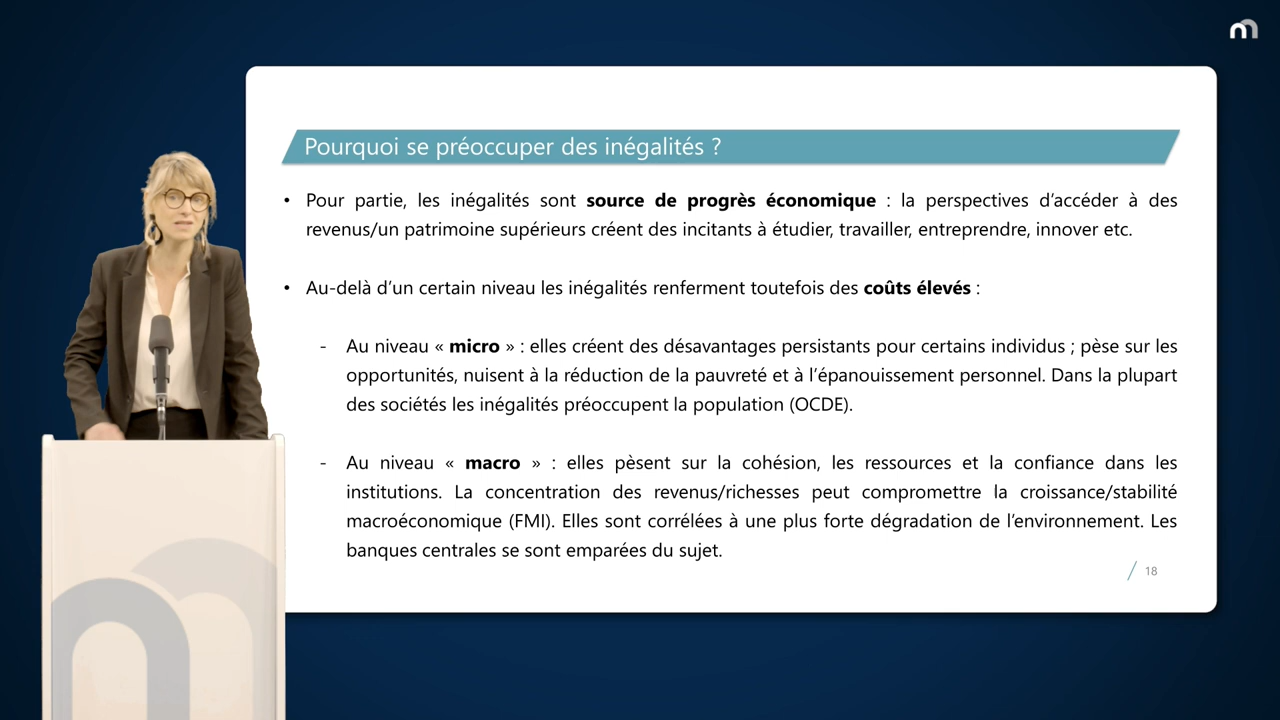 Pourquoi se préoccuper des inégalités ?
• Pour partie, les inégalités sont source de progrès économique : la perspectives d’accéder à des
revenus/un patrimoine supérieurs créent des incitants à étudier, travailler, entreprendre, innover etc.
• Au-delà d’un certain niveau les inégalités renferment toutefois des coûts élevés :
- Au niveau « micro » : elles créent des désavantages persistants pour certains individus ; pèse sur les
opportunités, nuisent à la réduction de la pauvreté et à l’épanouissement personnel. Dans la plupart
des sociétés les inégalités préoccupent la population (OCDE).
- Au niveau « macro » : elles pèsent sur la cohésion, les ressources et la confiance dans les
institutions. La concentration des revenus/richesses peut compromettre la croissance/stabilité
macroéconomique (FMI). Elles sont corrélées à une plus forte dégradation de l’environnement. Les
banques centrales se sont emparées du sujet.
18